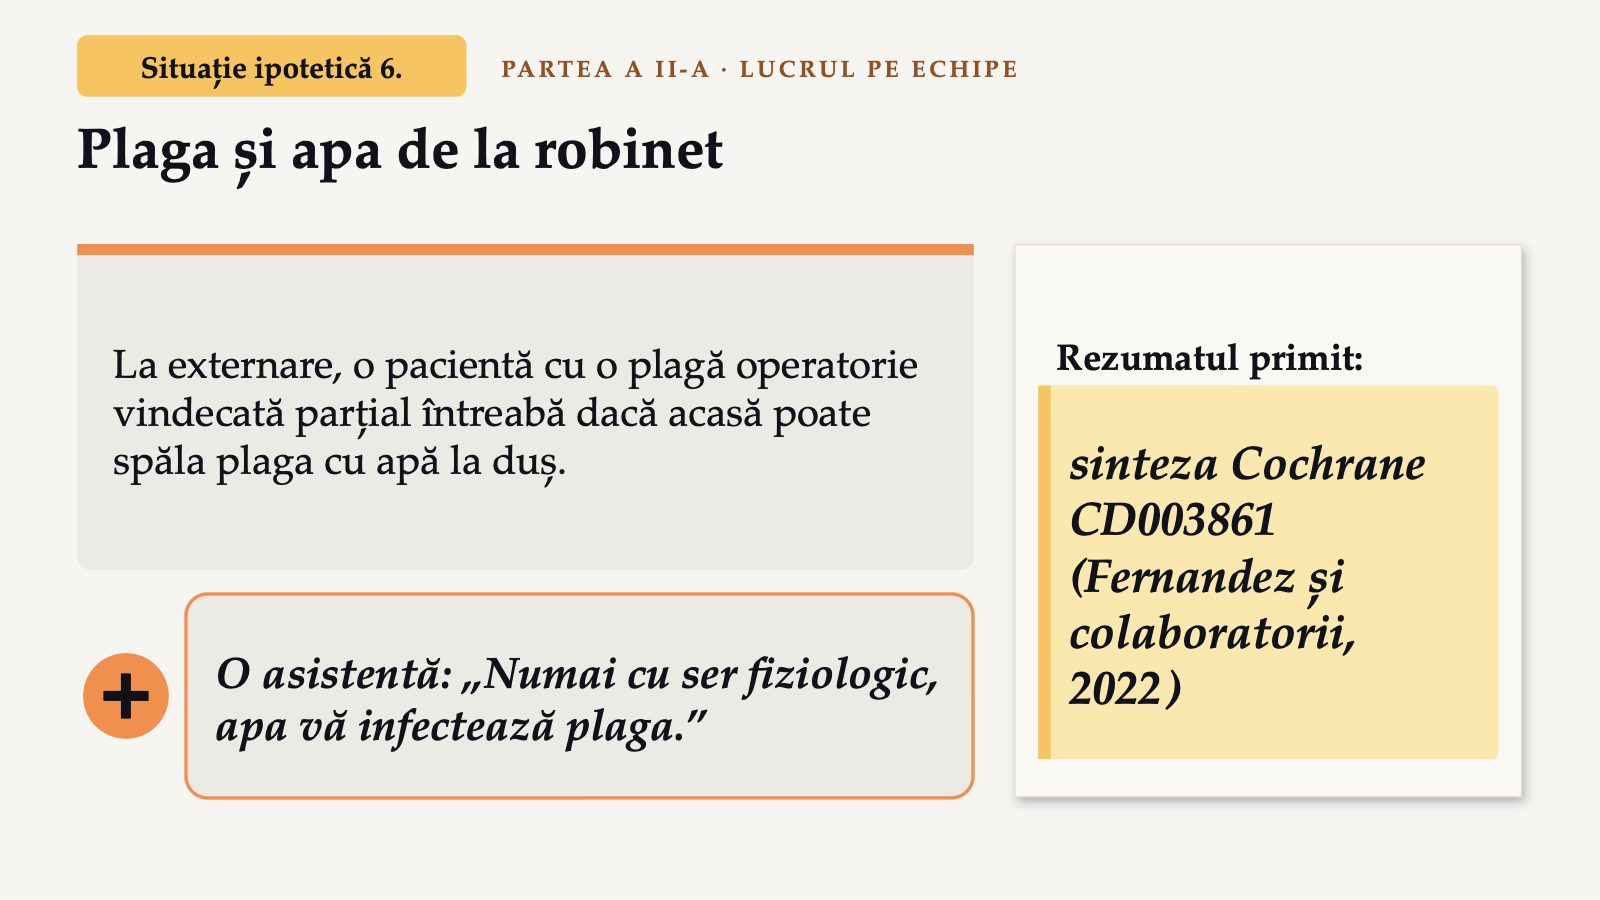 Situație ipotetică 6.
PARTEA A II-A · LUCRUL PE ECHIPE
Plaga și apa de la robinet
La externare, o pacientă cu o plagă operatorie
vindecată parțial întreabă dacă acasă poate
spăla plaga cu apă la duș.
O asistentă: „Numai cu ser fiziologic,
apa vă infectează plaga.”
Rezumatul primit:
sinteza Cochrane
CD003861
(Fernandez și
colaboratorii,
2022)